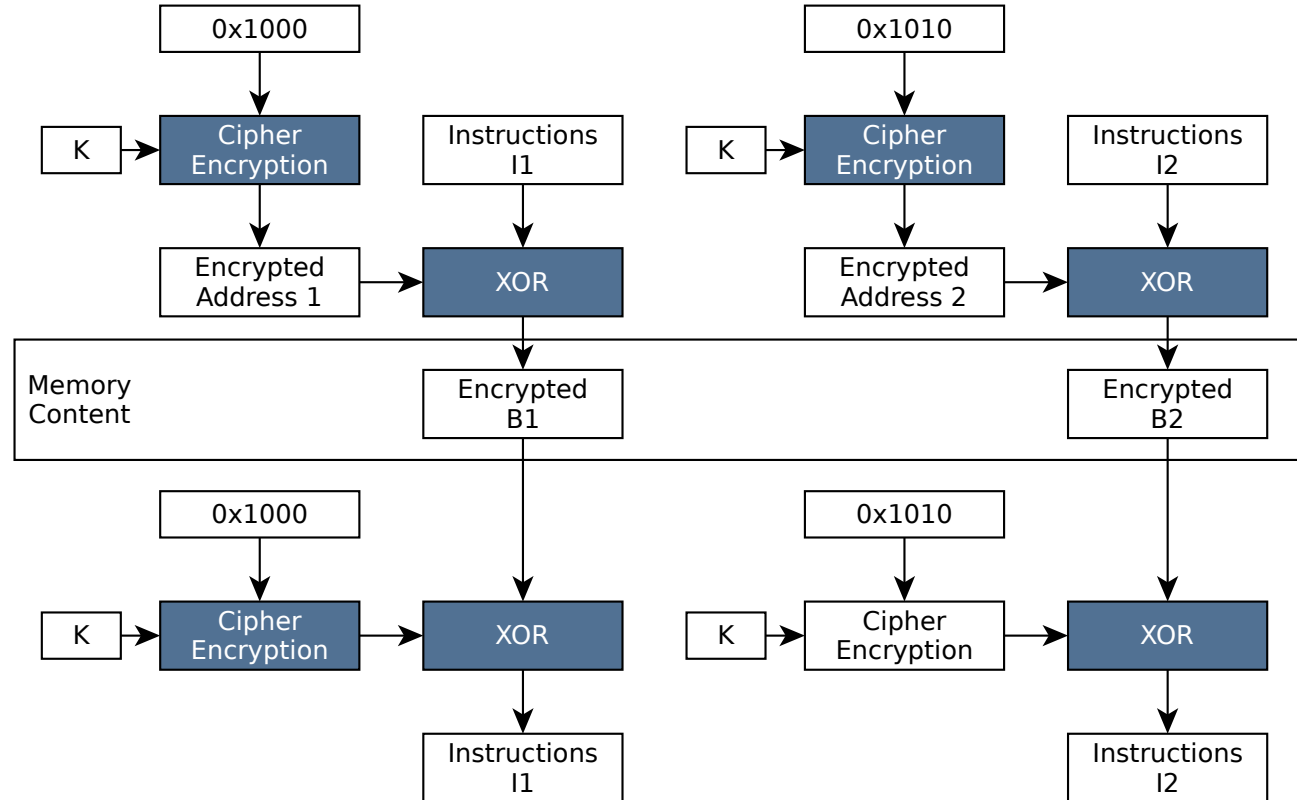 0x1000
0x1010
K
Cipher
Encryption
Instructions
I1
K
Cipher
Encryption
Instructions
I2
Encrypted
Address 1
XOR
Encrypted
Address 2
XOR
Memory
Content
Encrypted
B1
Encrypted
B2
0x1000
0x1010
K
Cipher
Encryption
XOR
K
Cipher
Encryption
XOR
Instructions
I1
Instructions
I2